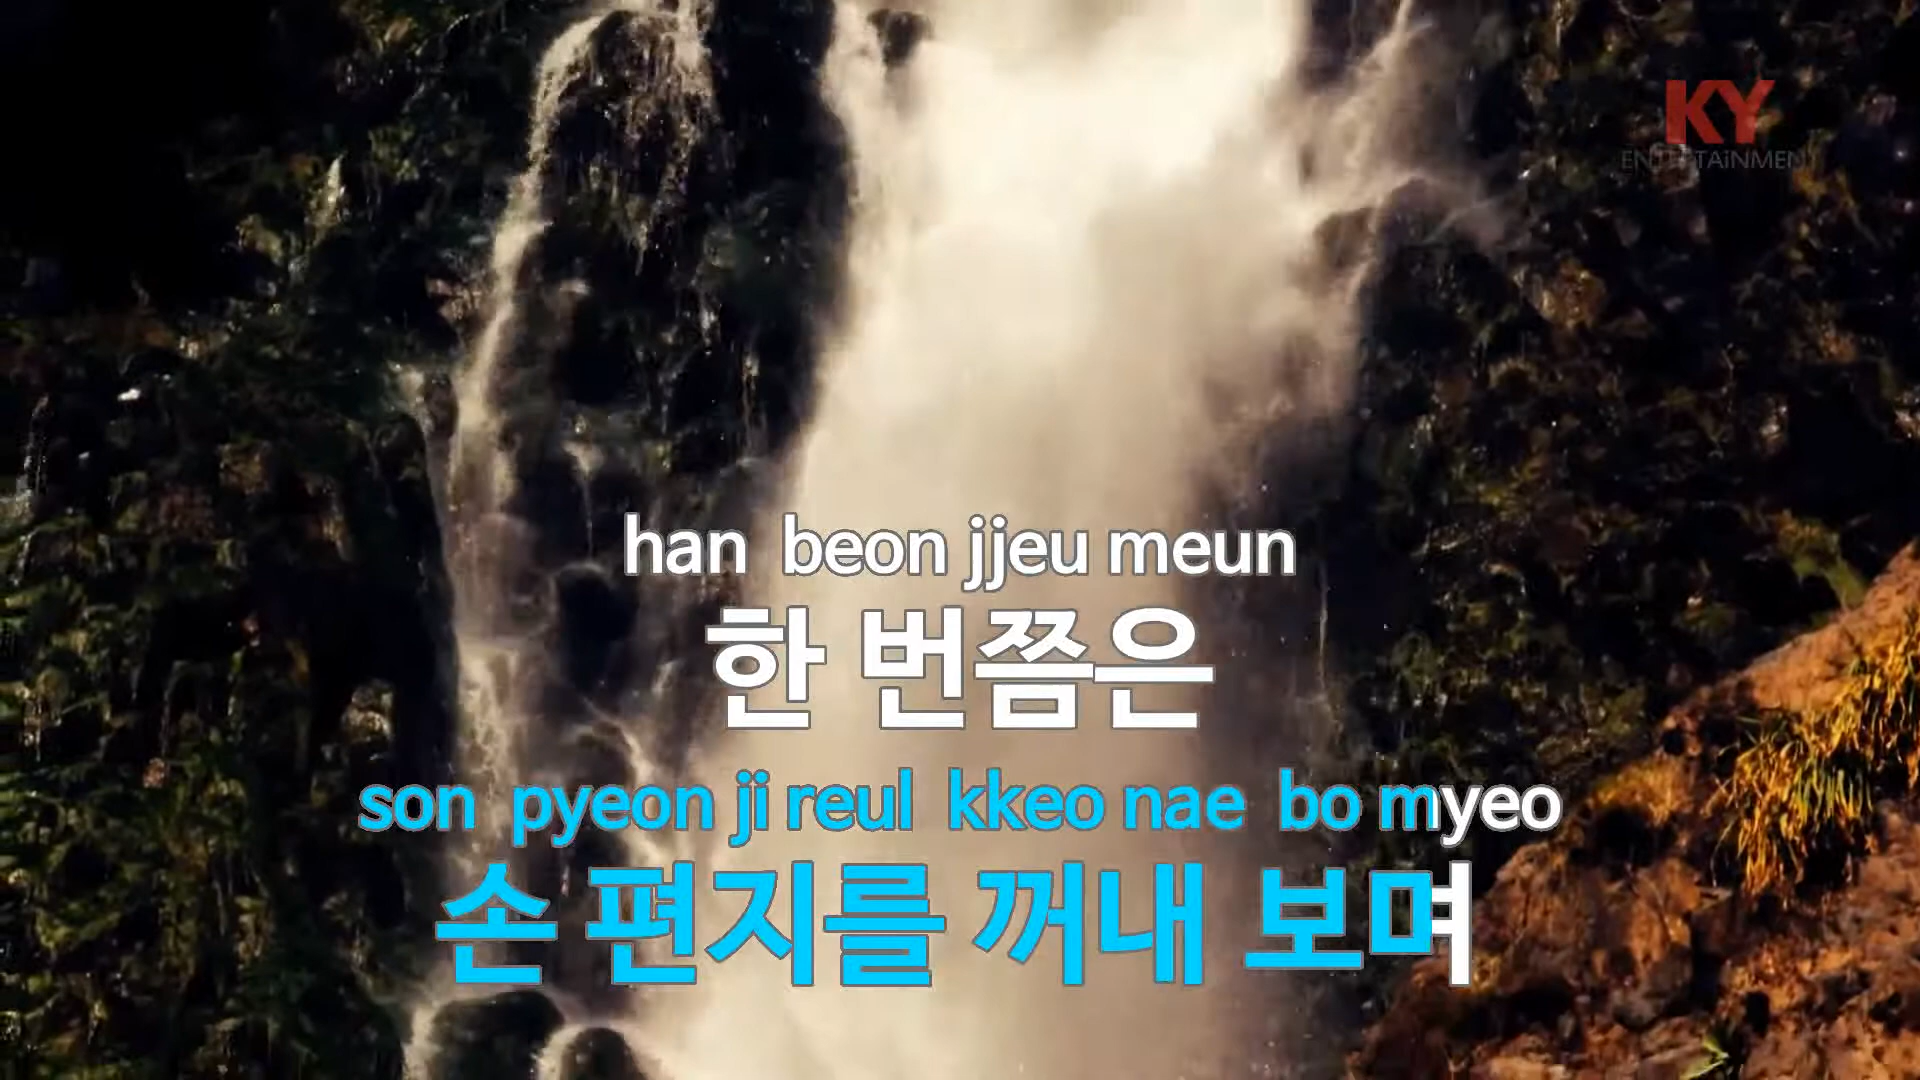 KY
ENTERTAiNMENT
han beon jjeu meun
한 번쯤은
son pyeon ji reul kkeo nae bo myeo
손 편지를 꺼내 보며